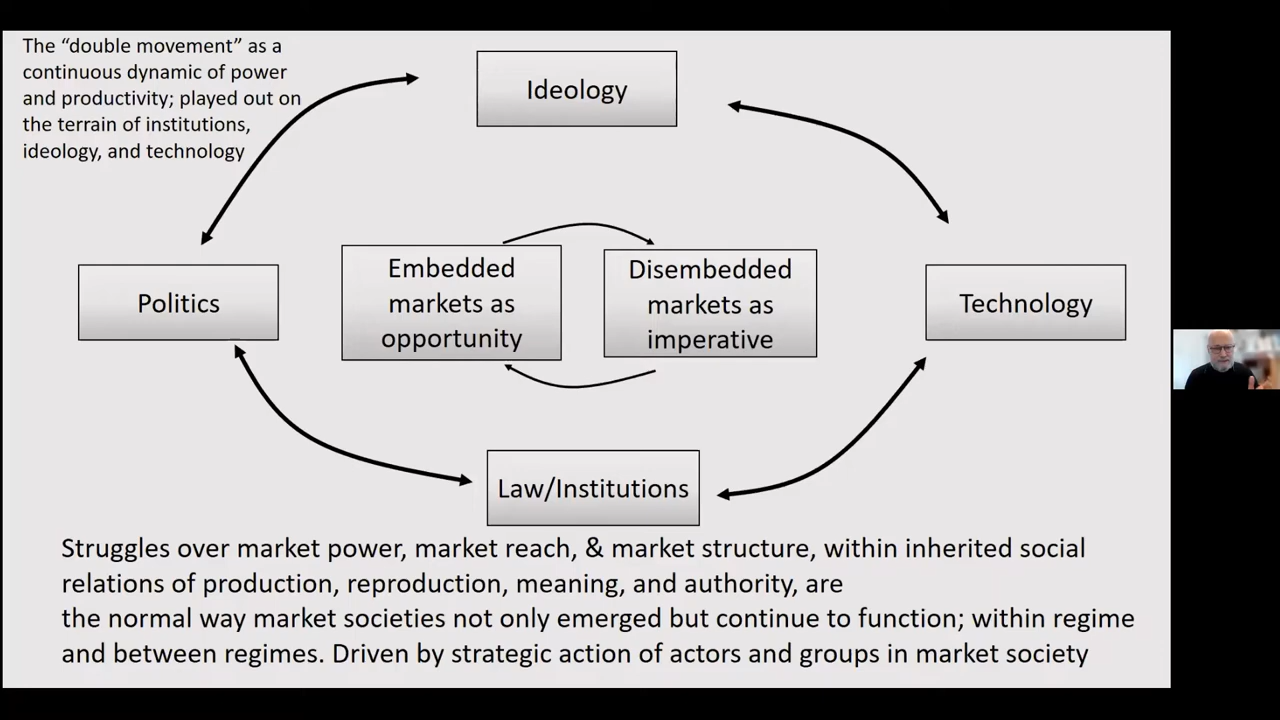 The “double movement” as a
continuous dynamic of power
and productivity; played out on
the terrain of institutions,
ideology, and technology
Ideology
Politics
Embedded
markets as
opportunity
Disembedded
markets as
imperative
Technology
Law/Institutions
Struggles over market power, market reach, & market structure, within inherited social
relations of production, reproduction, meaning, and authority, are
the normal way market societies not only emerged but continue to function; within regime
and between regimes. Driven by strategic action of actors and groups in market society